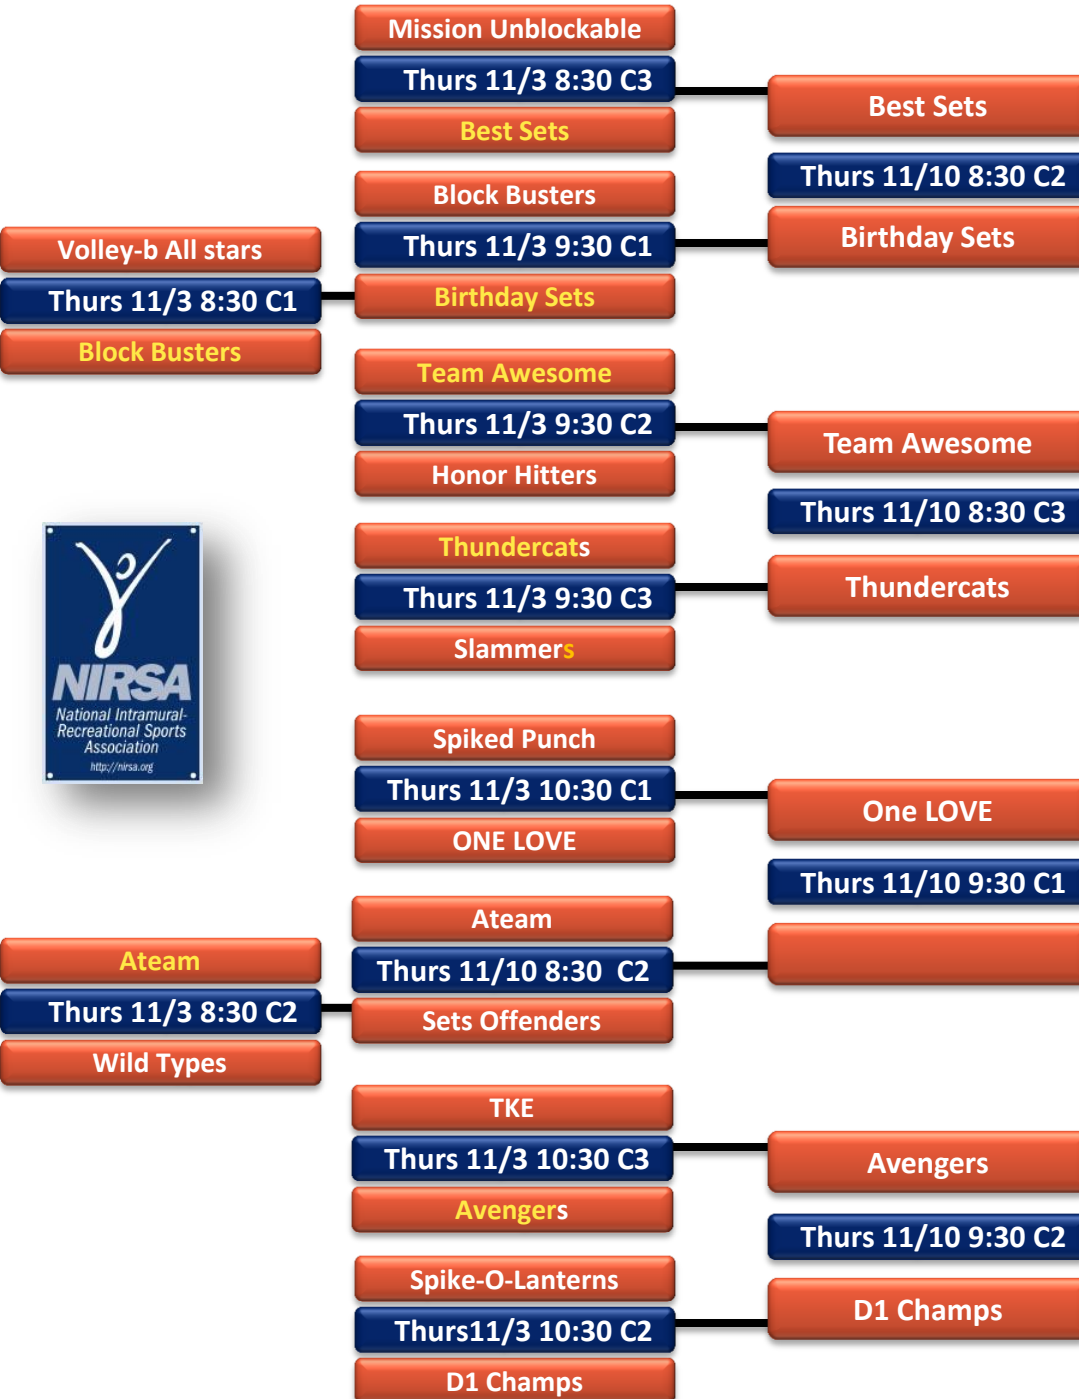 Volley-b All stars
Thurs 11/3 8:30 C1
Block Busters
NIRSA
National Intramural-
Recreational Sports
Association
http://nirsa.org
Ateam
Thurs 11/3 8:30 C2
Wild Types
Mission Unblockable
Thurs 11/3 8:30 C3
Best Sets
Block Busters
Thurs 11/3 9:30 C1
Birthday Sets
Team Awesome
Thurs 11/3 9:30 C2
Honor Hitters
Thundercats
Thurs 11/3 9:30 C3
Slammers
Spiked Punch
Thurs 11/3 10:30 C1
ONE LOVE
Ateam
Thurs 11/10 8:30 C2
Sets Offenders
TKE
Thurs 11/3 10:30 C3
Avengers
Spike-O-Lanterns
Thurs11/3 10:30 C2
D1 Champs
Best Sets
Thurs 11/10 8:30 C2
Birthday Sets
Team Awesome
Thurs 11/10 8:30 C3
Thundercats
One LOVE
Thurs 11/10 9:30 C1
Avengers
Thurs 11/10 9:30 C2
D1 Champs